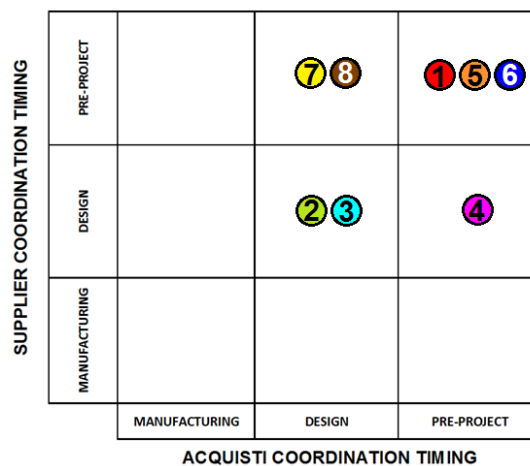 SUPPLIER COORDINATION TIMING
PRE-PROJECT
7 8 1 5 6
DESIGN
2 3 4
MANUFACTURING
MANUFACTURING DESIGN PRE-PROJECT
ACQUISTI COORDINATION TIMING